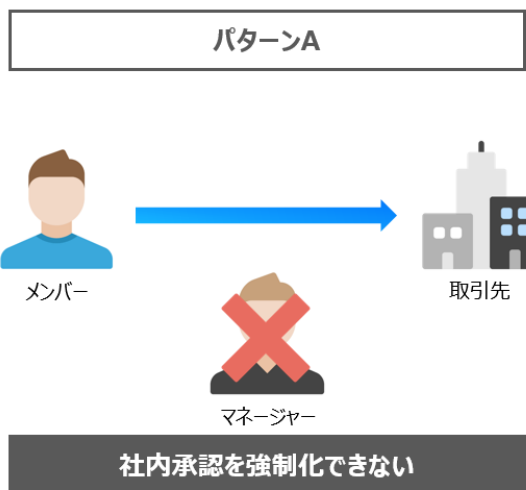 パターンA
メンバー
取引先
マネージャー
社内承認を強制化できない